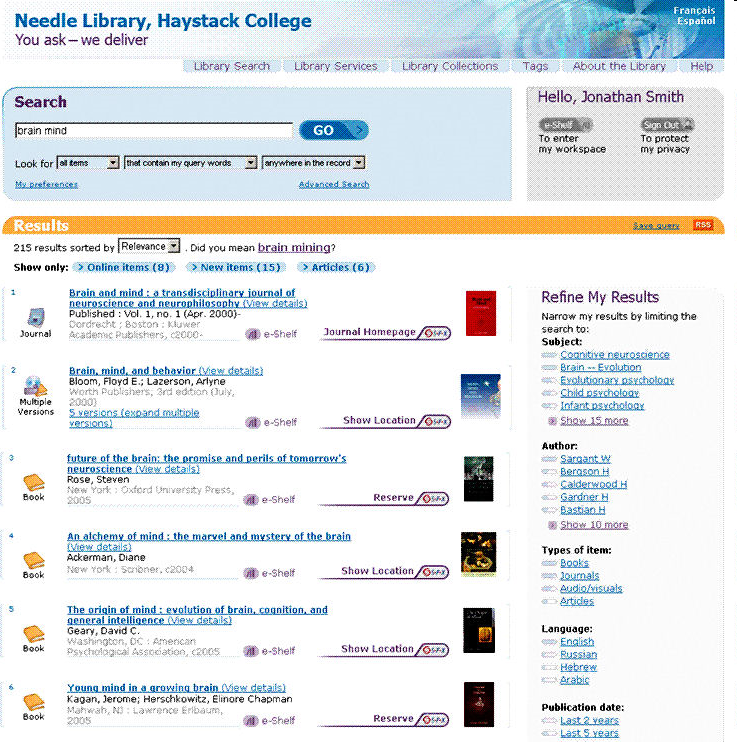 Français
Español
Needle Library, Haystack College
You ask – we deliver
Library Search
Library Services
Library Collections
Tags
About the Library
Help
Search
brain mind
GO
Look for all items that contain my query words anywhere in the record
My preferences
Advanced Search
Hello, Jonathan Smith
e-Shelf
To enter
my workspace
Sign Out
To protect
my privacy
Results
Save query
RSS
215 results sorted by Relevance . Did you mean brain mining?
Show only: > Online items (8) > New items (15) > Articles (6)
1
Journal
Brain and mind : a transdisciplinary journal of
neuroscience and neurophilosophy (View details)
Published : Vol. 1, no. 1 (Apr. 2000)-
Dordrecht ; Boston : Kluwer
Academic Publishers, c2000-
e-Shelf
Journal Homepage S·F·X
2
Multiple
Versions
Brain, mind, and behavior (View details)
Bloom, Floyd E.; Lazerson, Arlyne
Worth Publishers; 3rd edition (July,
2000)
5 versions (expand multiple
versions)
e-Shelf
Show Location S·F·X
3
Book
future of the brain: the promise and perils of tomorrow's
neuroscience (View details)
Rose, Steven
New York : Oxford University Press,
2005
e-Shelf
Reserve S·F·X
4
Book
An alchemy of mind : the marvel and mystery of the brain
(View details)
Ackerman, Diane
New York : Scribner, c2004
e-Shelf
Show Location S·F·X
5
Book
The origin of mind : evolution of brain, cognition, and
general intelligence (View details)
Geary, David C.
Washington, DC : American
Psychological Association, c2005
e-Shelf
Show Location S·F·X
6
Book
Young mind in a growing brain (View details)
Kagan, Jerome; Herschkowitz, Elinore Chapman
Mahwah, NJ : Lawrence Erlbaum,
2005
e-Shelf
Reserve S·F·X
Refine My Results
Narrow my results by limiting the
search to:
Subject:
Cognitive neuroscience
Brain -- Evolution
Evolutionary psychology
Child psychology
Infant psychology
Show 15 more
Author:
Sargant W
Bergson H
Calderwood H
Gardner H
Bastian H
Show 10 more
Types of item:
Books
Journals
Audio/visuals
Articles
Language:
English
Russian
Hebrew
Arabic
Publication date:
Last 2 years
Last 5 years